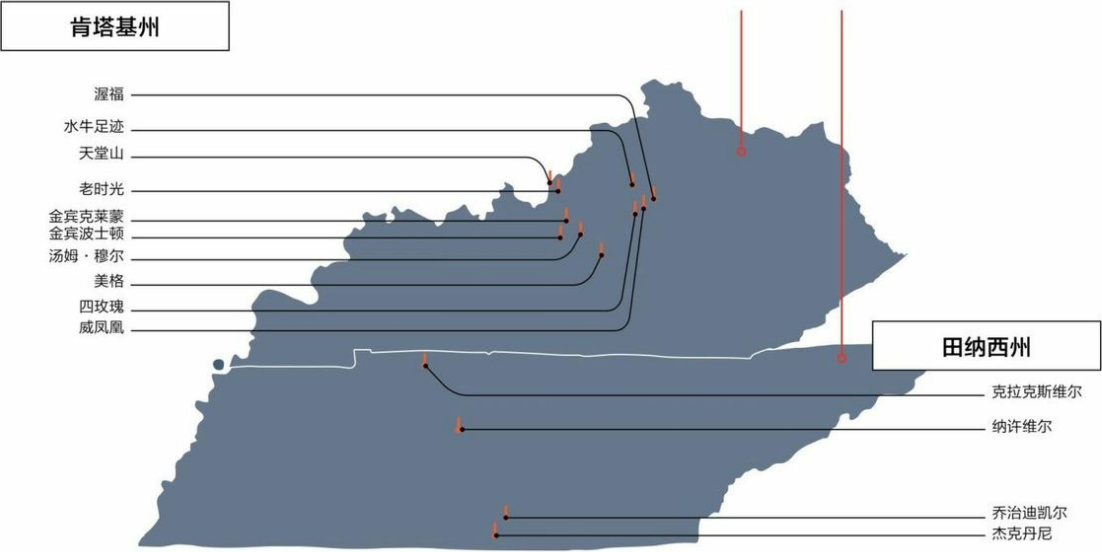 肯塔基州
渥福
水牛足迹
天堂山
老时光
金宾克莱蒙
金宾波士顿
汤姆·穆尔
美格
四玫瑰
威凤凰
田纳西州
克拉克斯维尔
纳许维尔
乔治迪凯尔
杰克丹尼